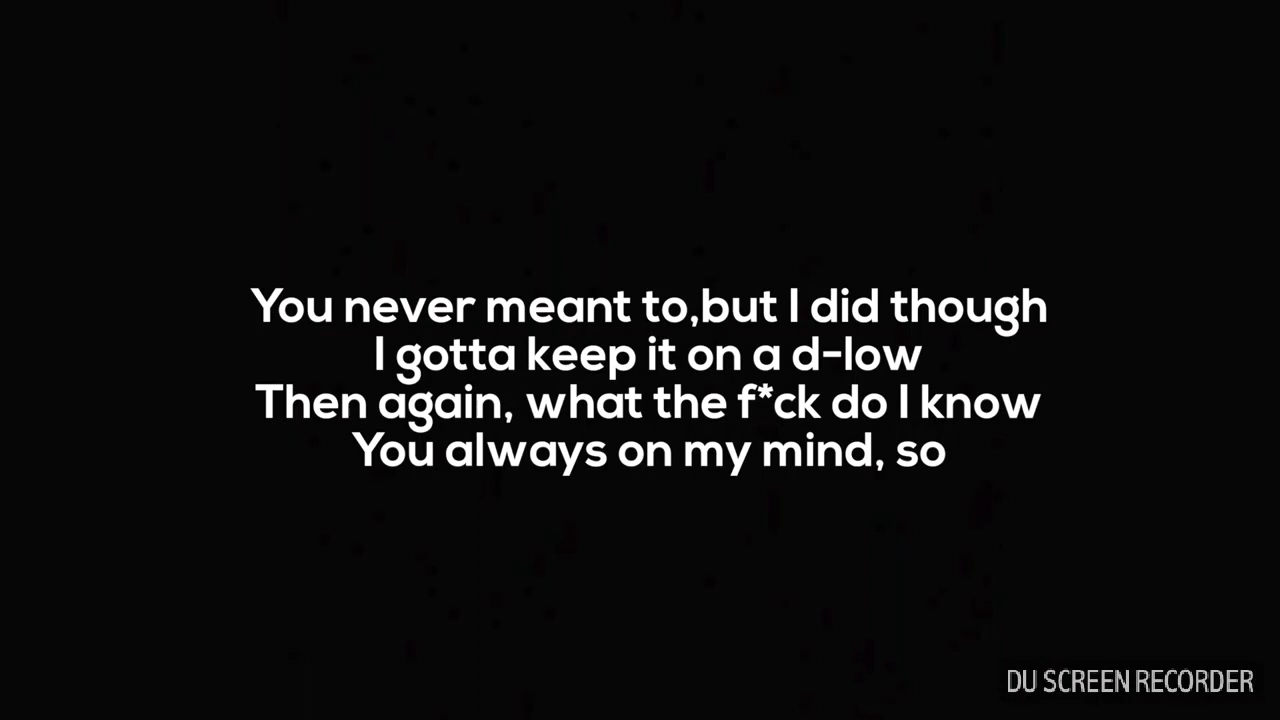 You never meant to,but I did though
I gotta keep it on a d-low
Then again, what the f*ck do I know
You always on my mind, so
DU SCREEN RECORDER